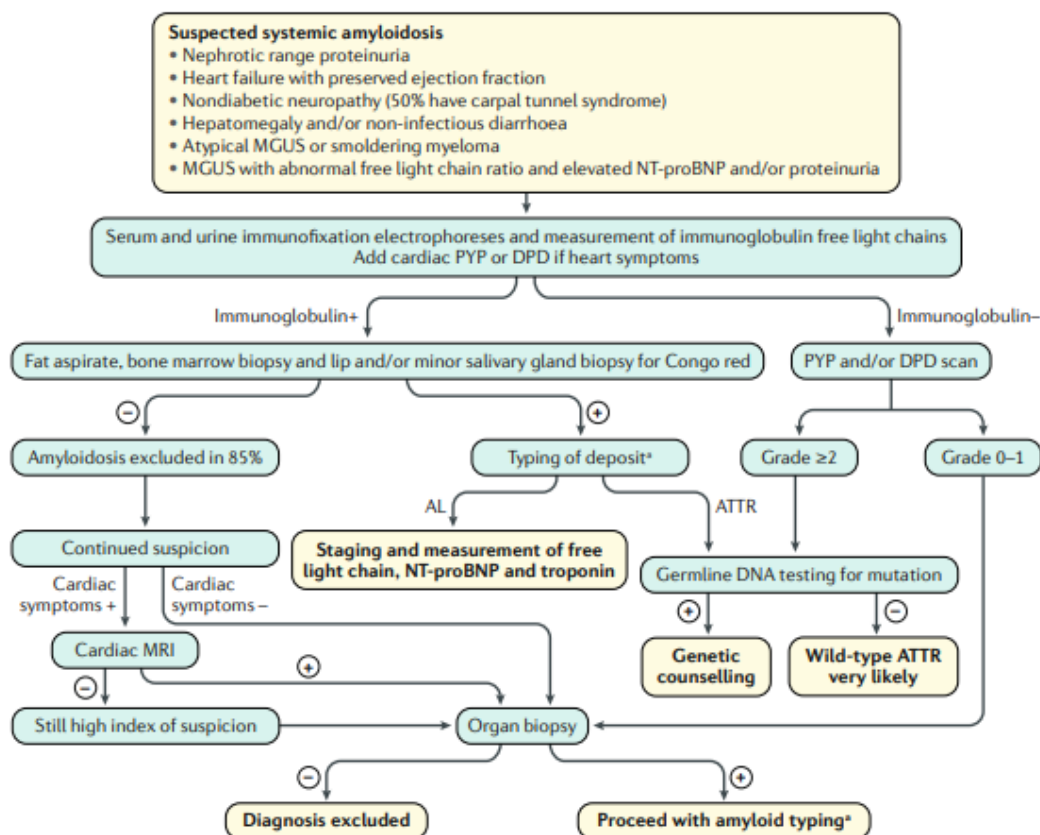 Suspected systemic amyloidosis
• Nephrotic range proteinuria
• Heart failure with preserved ejection fraction
• Nondiabetic neuropathy (50% have carpal tunnel syndrome)
• Hepatomegaly and/or non-infectious diarrhoea
• Atypical MGUS or smoldering myeloma
• MGUS with abnormal free light chain ratio and elevated NT-proBNP and/or proteinuria
Serum and urine immunofixation electrophoreses and measurement of immunoglobulin free light chains
Add cardiac PYP or DPD if heart symptoms
Immunoglobulin+
Immunoglobulin–
Fat aspirate, bone marrow biopsy and lip and/or minor salivary gland biopsy for Congo red
PYP and/or DPD scan
–
+
Amyloidosis excluded in 85%
Typing of depositᵃ
Grade ≥2
Grade 0–1
AL
ATTR
Continued suspicion
Staging and measurement of free
light chain, NT-proBNP and troponin
Germline DNA testing for mutation
Cardiac
symptoms +
Cardiac
symptoms –
+
–
Cardiac MRI
Genetic
counselling
Wild-type ATTR
very likely
–
+
Still high index of suspicion
Organ biopsy
–
+
Diagnosis excluded
Proceed with amyloid typingᵃ